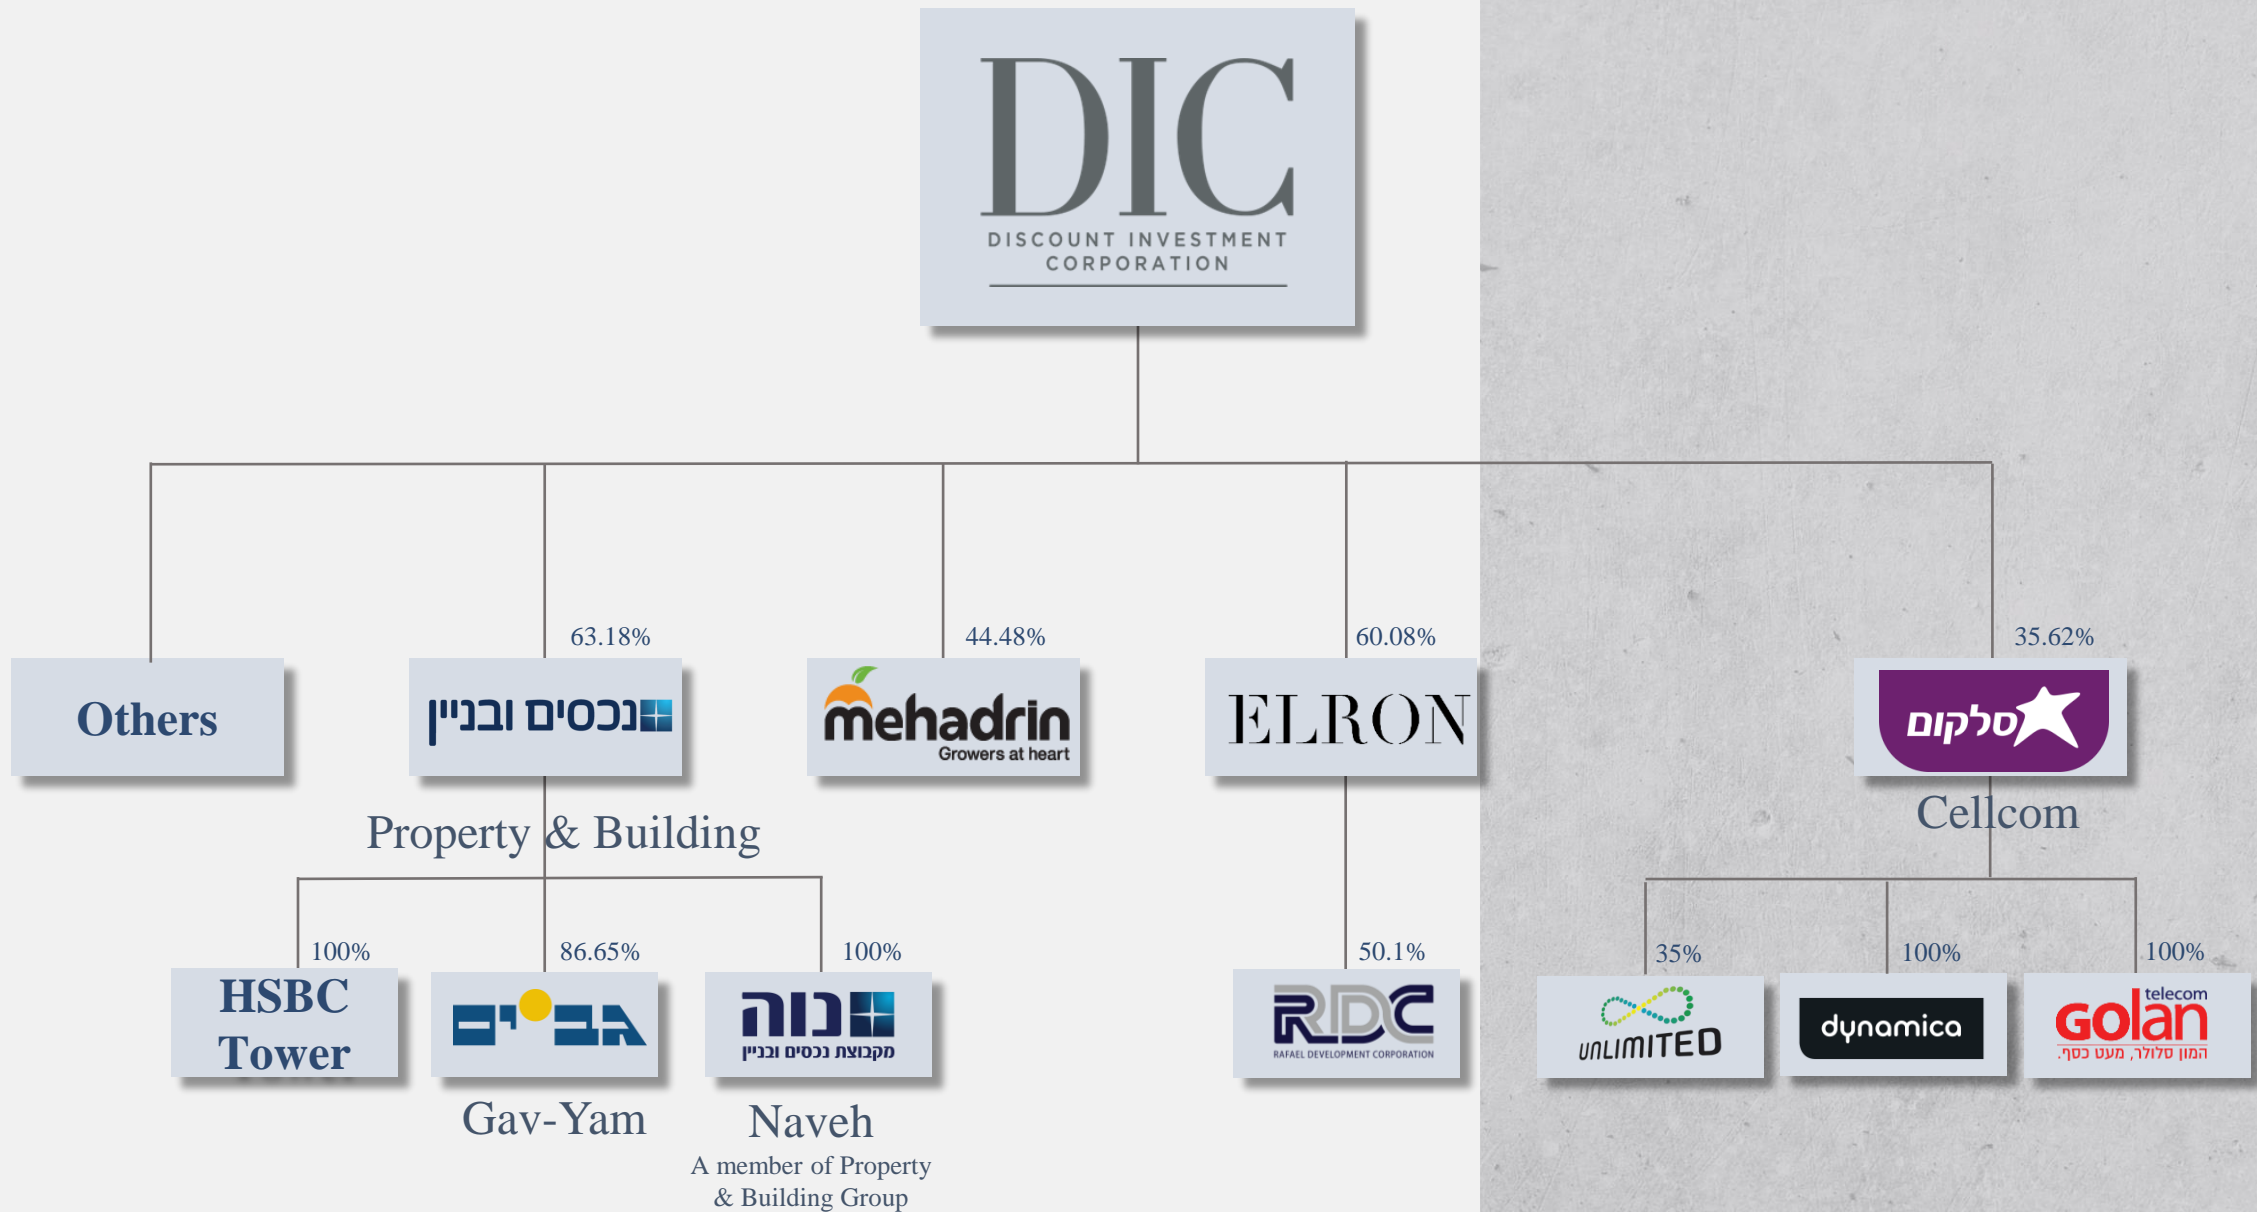 DIC
DISCOUNT INVESTMENT
CORPORATION
63.18%
44.48%
60.08%
35.62%
Others
נכסים ובניין
mehadrin
Growers at heart
ELRON
סלקום
Property & Building
Cellcom
100%
86.65%
100%
50.1%
35%
100%
100%
HSBC
Tower
גב•ים
נוה
מקבוצת נכסים ובניין
RDC
RAFAEL DEVELOPMENT CORPORATION
UNLIMITED
dynamica
telecom
Golan
המון סלולר, מעט כסף.
Gav-Yam
Naveh
A member of Property
& Building Group